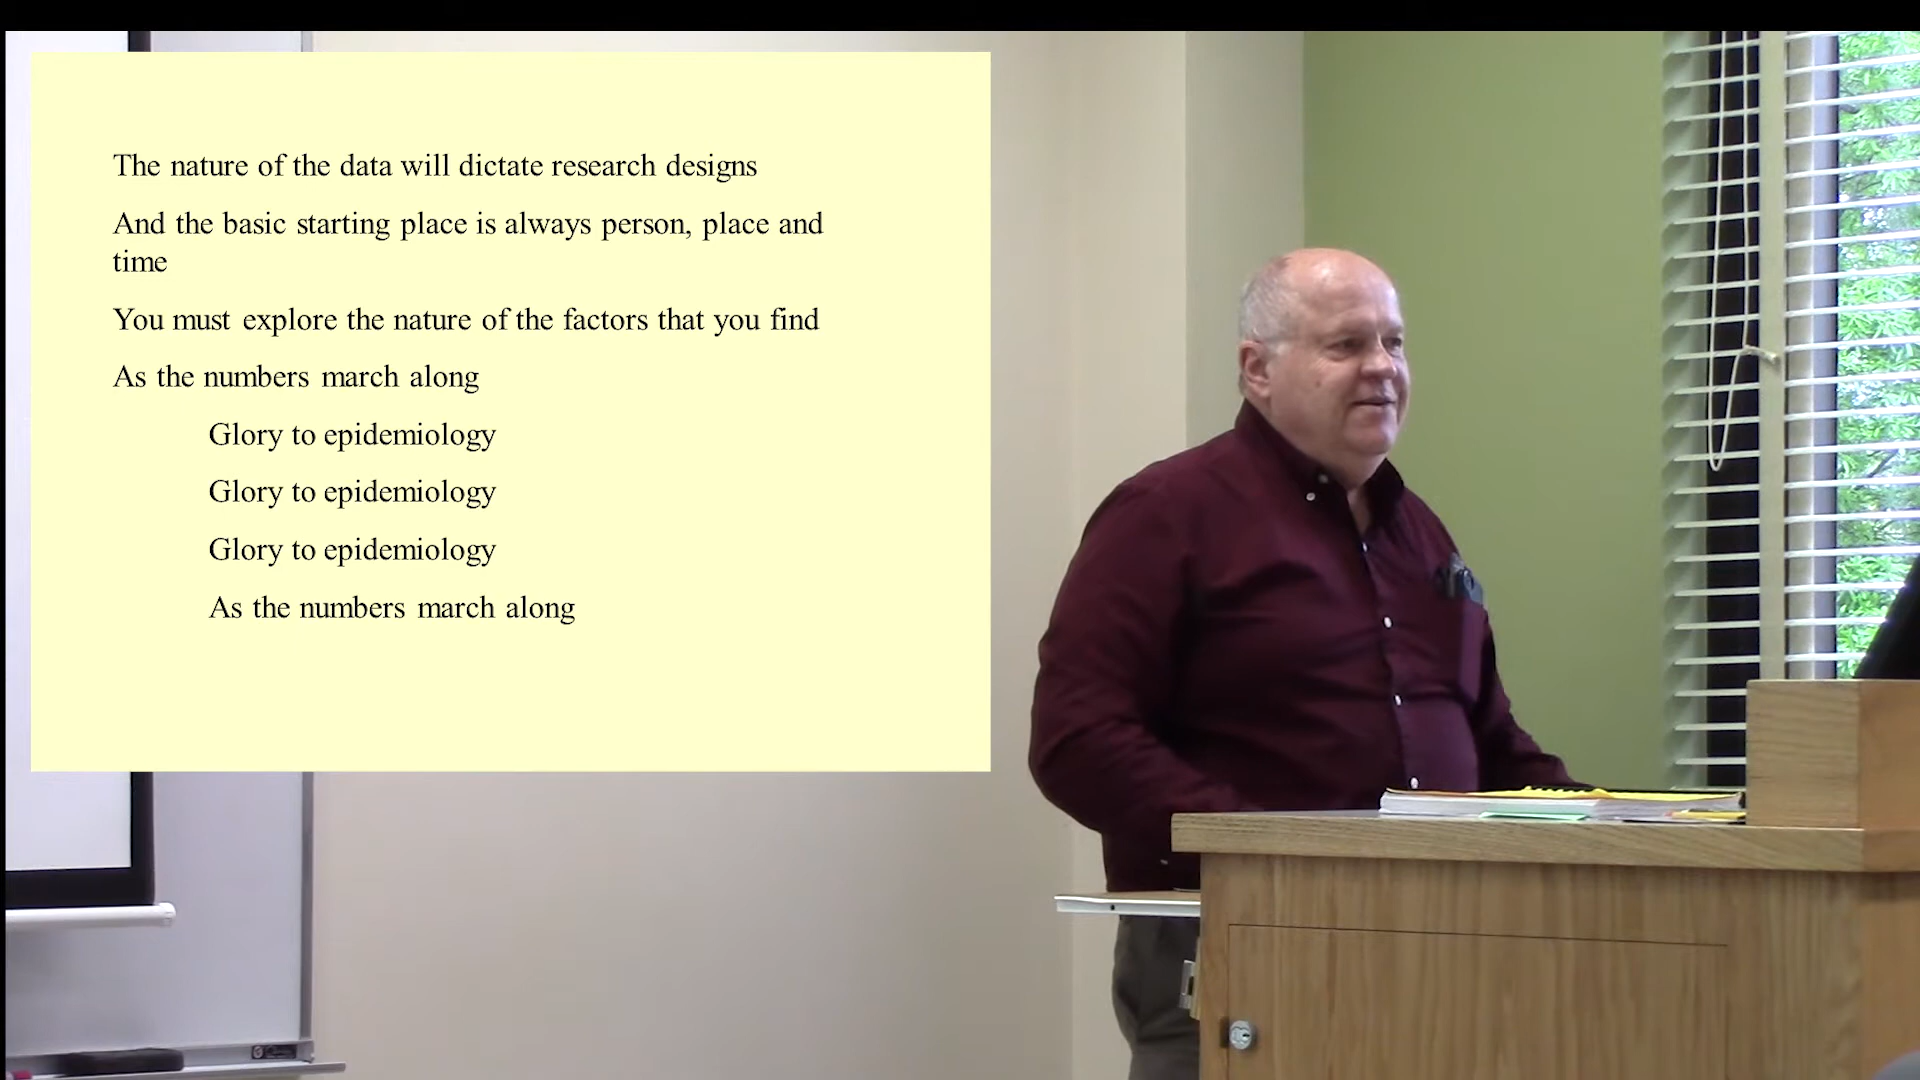 The nature of the data will dictate research designs
And the basic starting place is always person, place and
time
You must explore the nature of the factors that you find
As the numbers march along
Glory to epidemiology
Glory to epidemiology
Glory to epidemiology
As the numbers march along